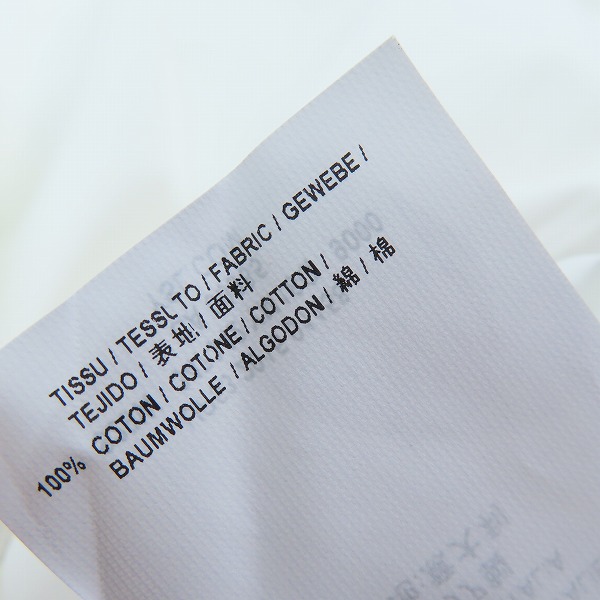 TISSU / TESSUTO / FABRIC / GEWEBE /
TEJIDO / 表地 / 面料
100% COTON / COTONE / COTTON /
BAUMWOLLE / ALGODON / 綿 / 棉